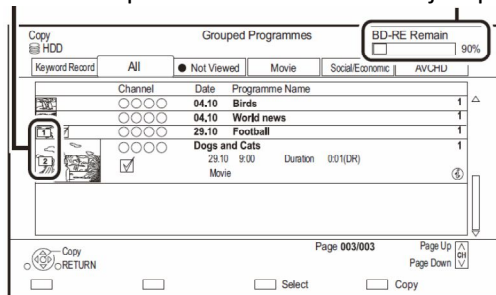 Copy
HDD
Grouped Programmes
BD-RE Remain
90%
Keyword Record All Not Viewed Movie Social/Economic AVCHD
Channel Date Programme Name
04.10 Birds 1
04.10 World news 1
1 29.10 Football 1
Dogs and Cats 1
2 29.10 9:00 Duration 0:01(DR)
Movie
Page 003/003
Page Up
CH
Page Down
Copy
RETURN
Select Copy